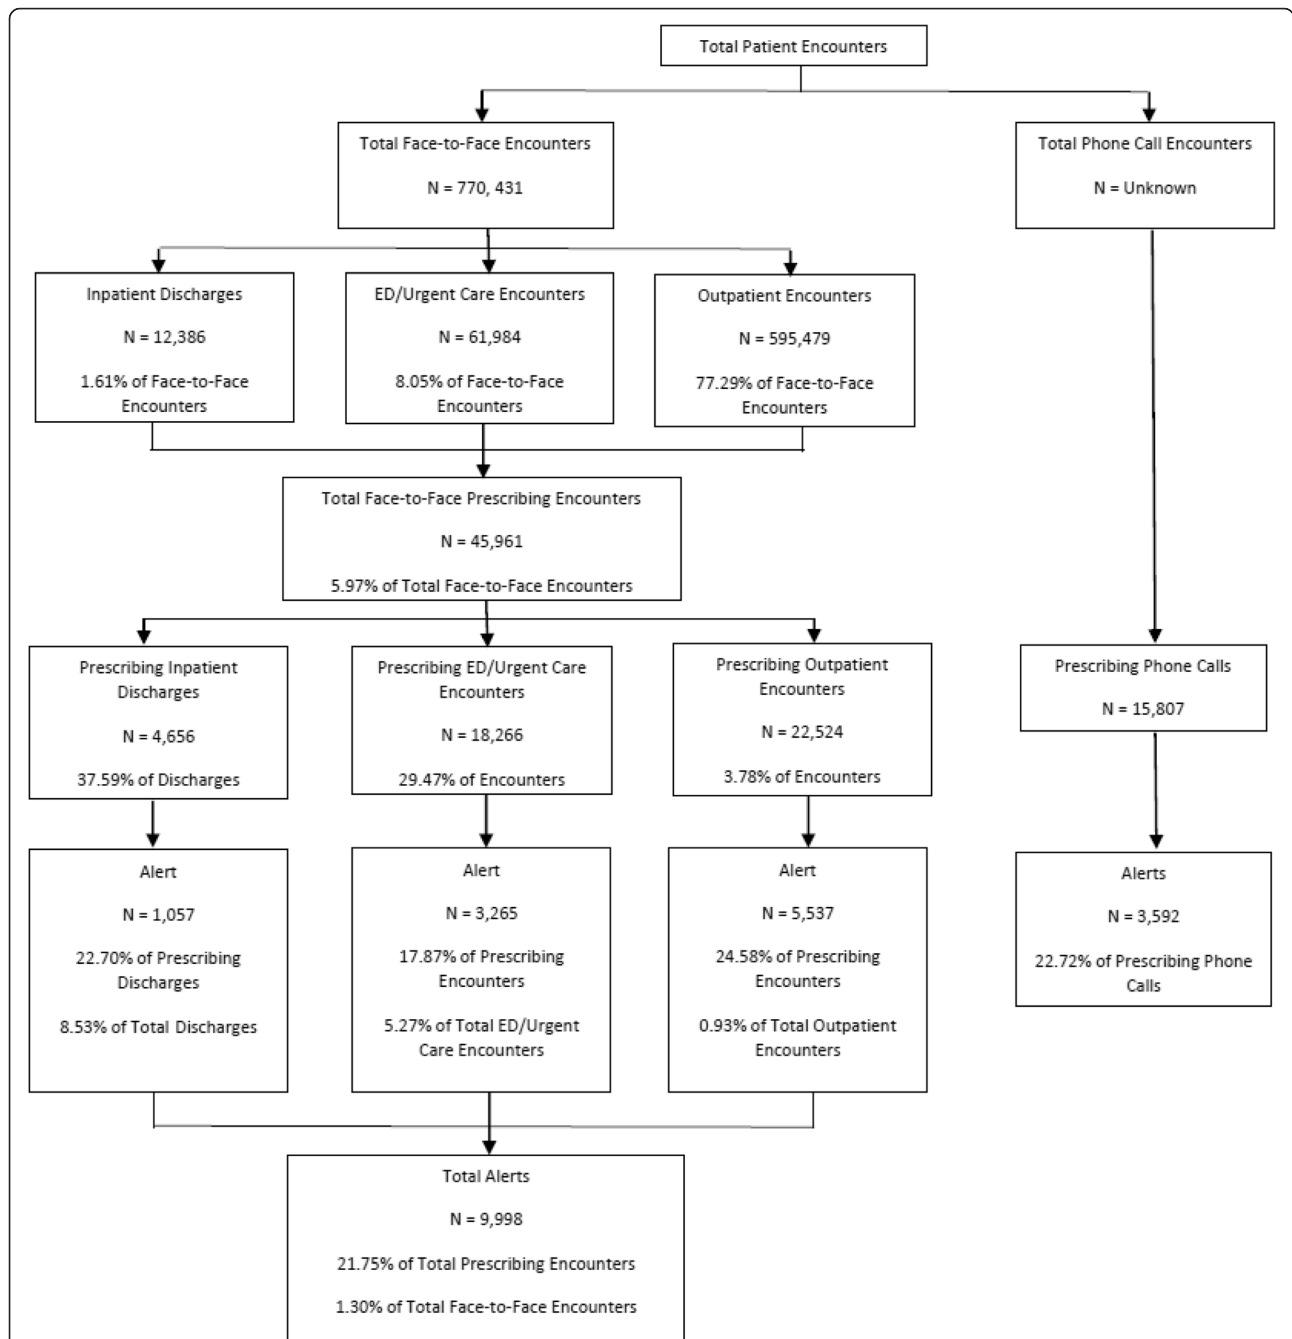 Total Patient Encounters
Total Face-to-Face Encounters
N = 770, 431
Total Phone Call Encounters
N = Unknown
Inpatient Discharges
N = 12,386
1.61% of Face-to-Face
Encounters
ED/Urgent Care Encounters
N = 61,984
8.05% of Face-to-Face
Encounters
Outpatient Encounters
N = 595,479
77.29% of Face-to-Face
Encounters
Total Face-to-Face Prescribing Encounters
N = 45,961
5.97% of Total Face-to-Face Encounters
Prescribing Inpatient
Discharges
N = 4,656
37.59% of Discharges
Prescribing ED/Urgent Care
Encounters
N = 18,266
29.47% of Encounters
Prescribing Outpatient
Encounters
N = 22,524
3.78% of Encounters
Prescribing Phone Calls
N = 15,807
Alert
N = 1,057
22.70% of Prescribing
Discharges
8.53% of Total Discharges
Alert
N = 3,265
17.87% of Prescribing
Encounters
5.27% of Total ED/Urgent
Care Encounters
Alert
N = 5,537
24.58% of Prescribing
Encounters
0.93% of Total Outpatient
Encounters
Alerts
N = 3,592
22.72% of Prescribing Phone
Calls
Total Alerts
N = 9,998
21.75% of Total Prescribing Encounters
1.30% of Total Face-to-Face Encounters